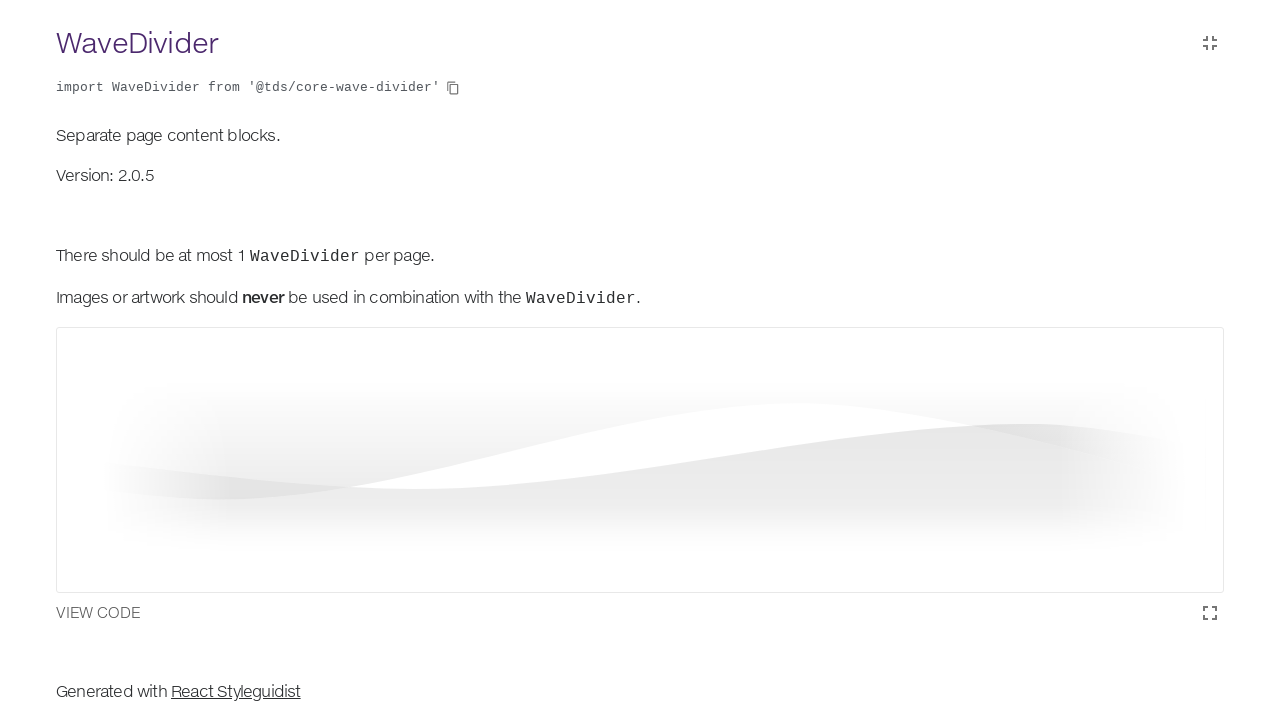 WaveDivider
import WaveDivider from '@tds/core-wave-divider'
Separate page content blocks.
Version: 2.0.5
There should be at most 1 WaveDivider per page.
Images or artwork should never be used in combination with the WaveDivider.
VIEW CODE
Generated with React Styleguidist